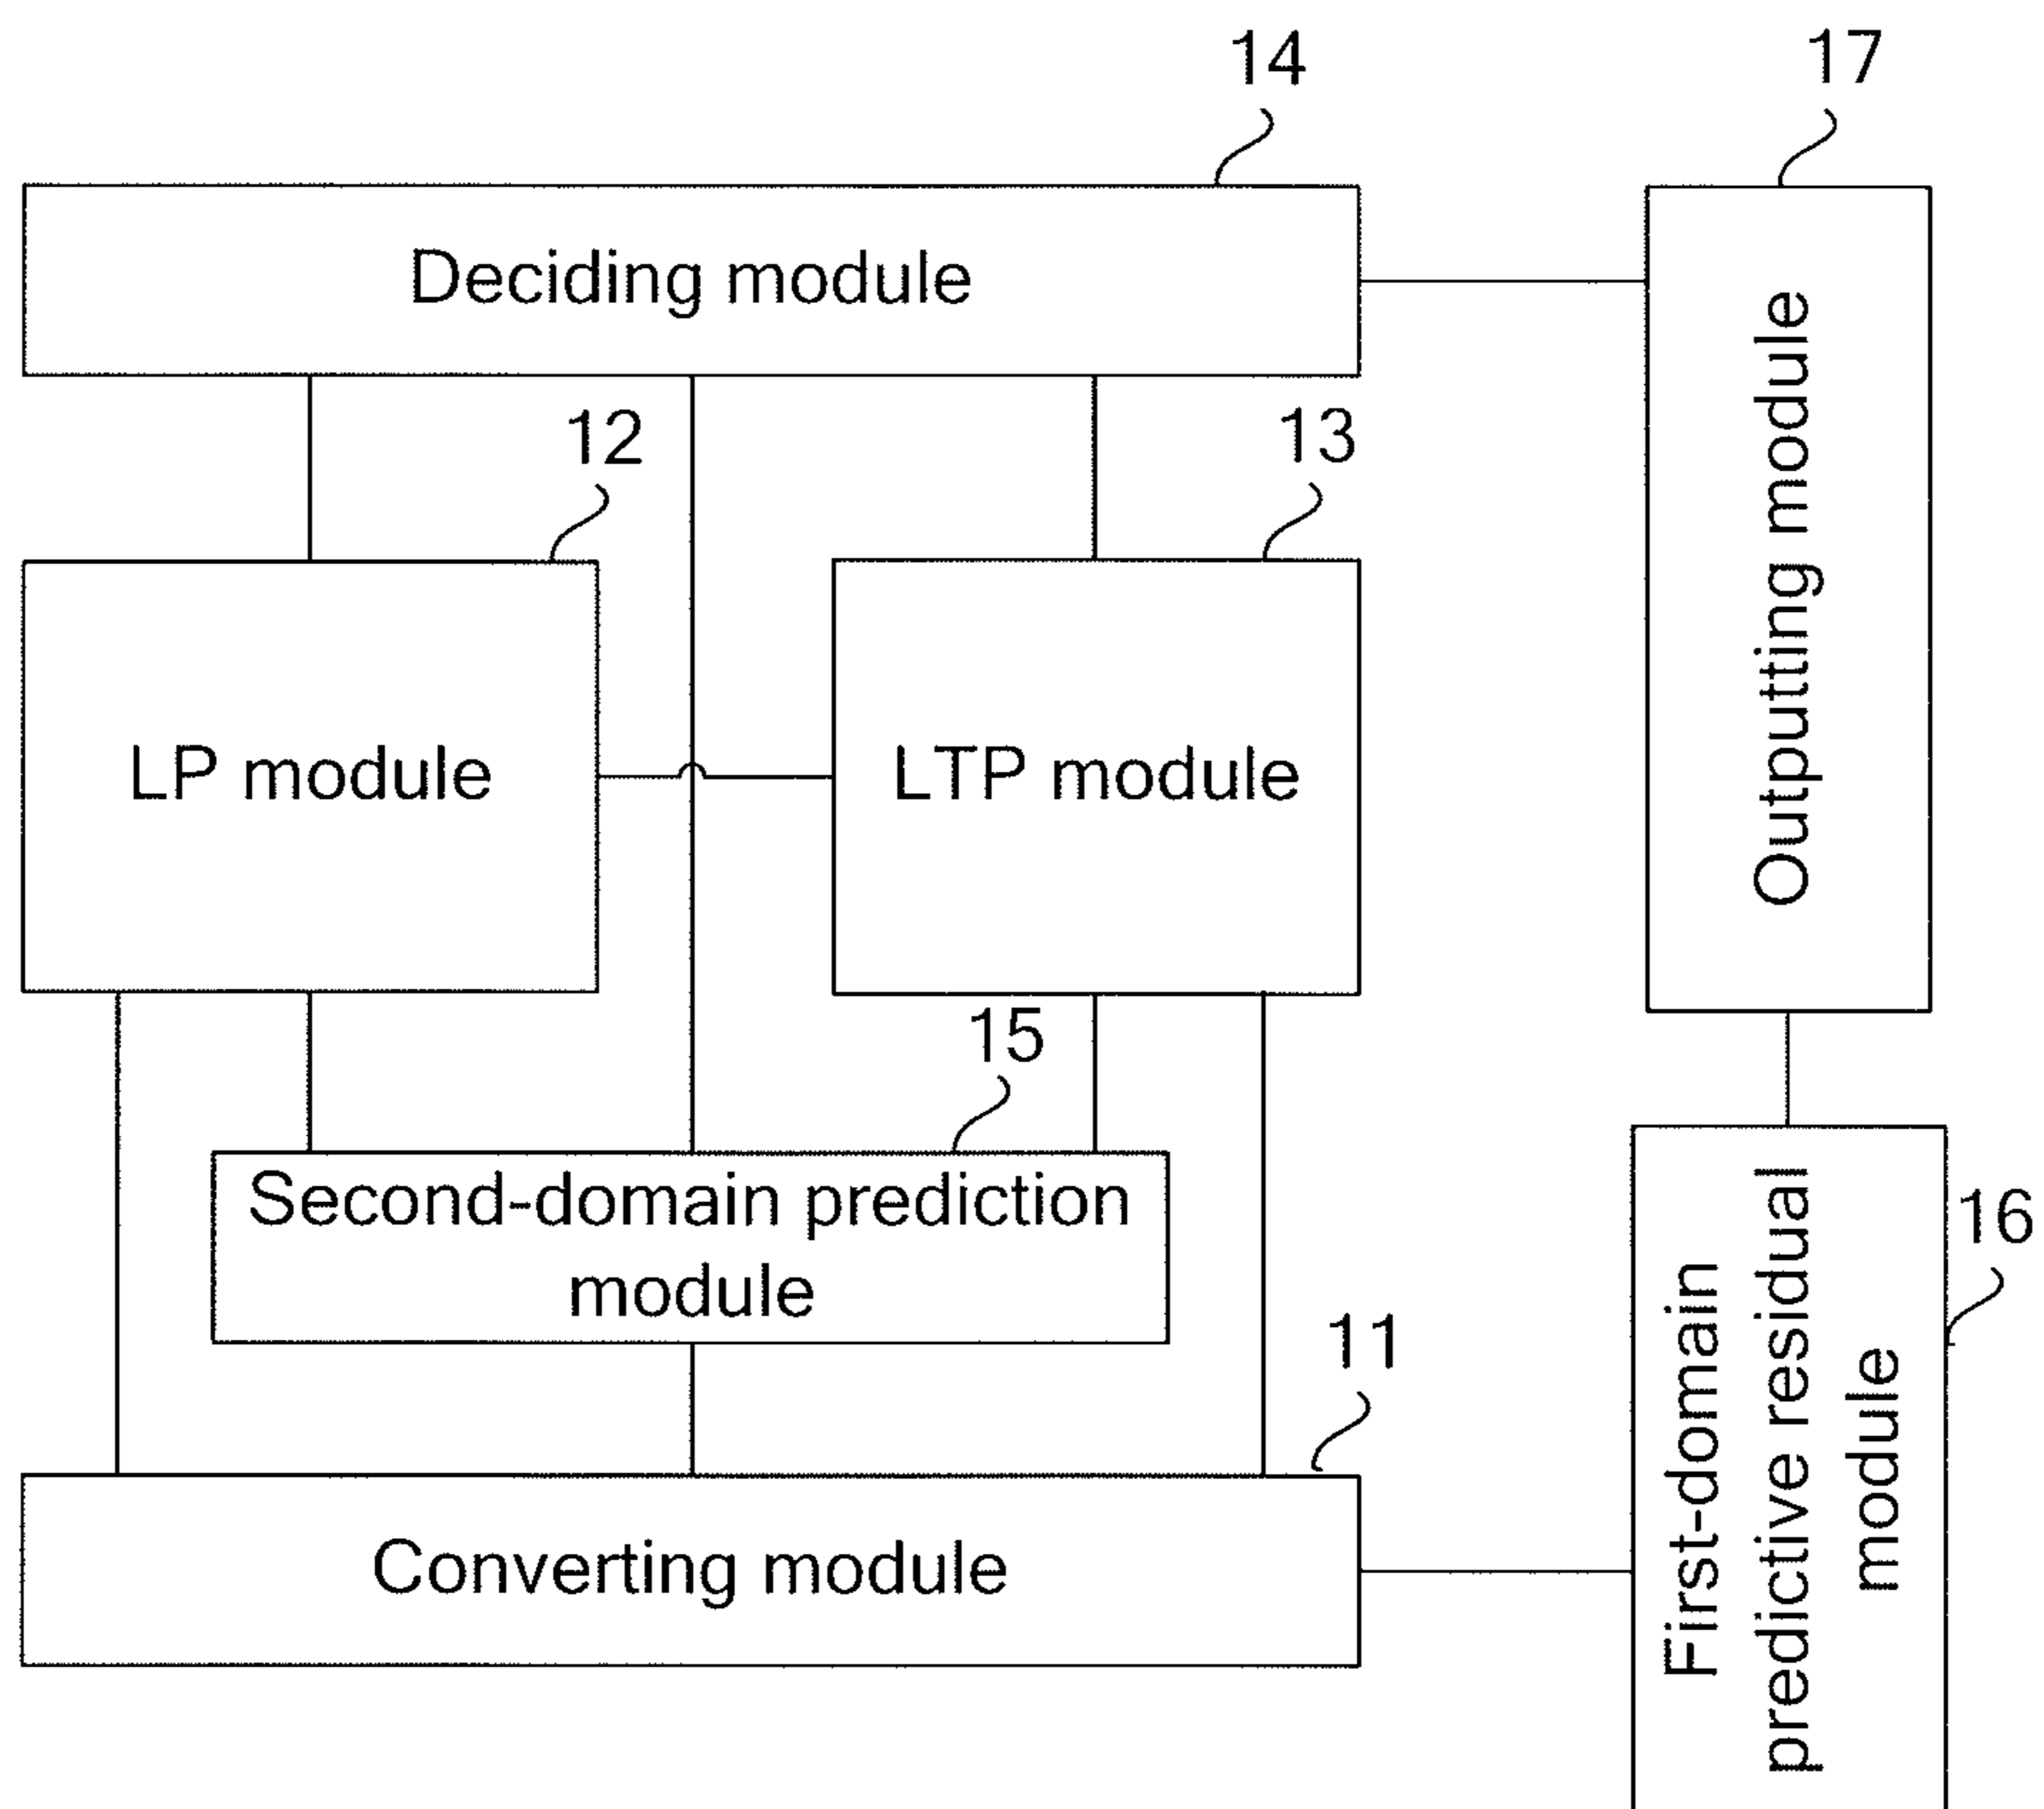 14
17
Deciding module
12
13
Outputting module
LP module
LTP module
15
Second-domain prediction
module
16
First-domain
predictive residual
module
11
Converting module